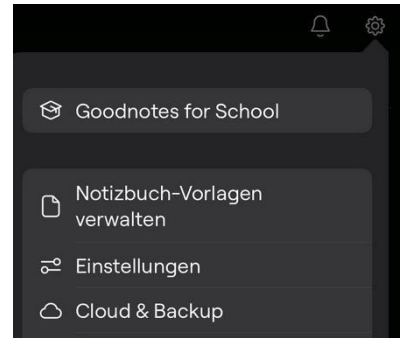 Goodnotes for School
Notizbuch-Vorlagen
verwalten
Einstellungen
Cloud & Backup